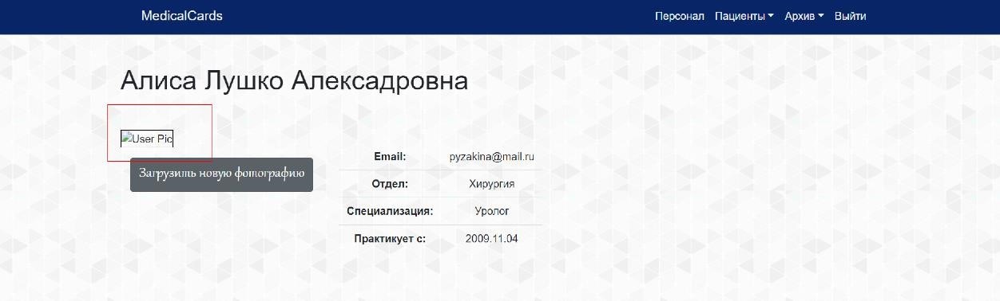 MedicalCards Персонал Пациенты Архив Выйти
Алиса Лушко Алексадровна
User Pic
Загрузить новую фотографию
Email: pyzakina@mail.ru
Отдел: Хирургия
Специализация: Уролог
Практикует с: 2009.11.04